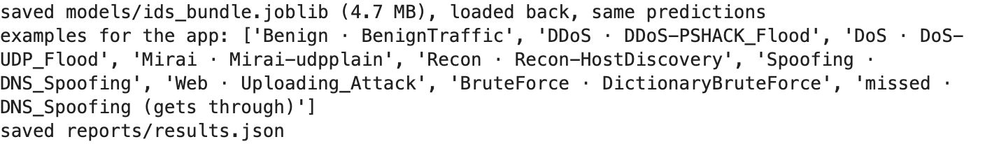 saved models/ids_bundle.joblib (4.7 MB), loaded back, same predictions
examples for the app: ['Benign · BenignTraffic', 'DDoS · DDoS-PSHACK_Flood', 'DoS · DoS-
UDP_Flood', 'Mirai · Mirai-udpplain', 'Recon · Recon-HostDiscovery', 'Spoofing ·
DNS_Spoofing', 'Web · Uploading_Attack', 'BruteForce · DictionaryBruteForce', 'missed ·
DNS_Spoofing (gets through)']
saved reports/results.json